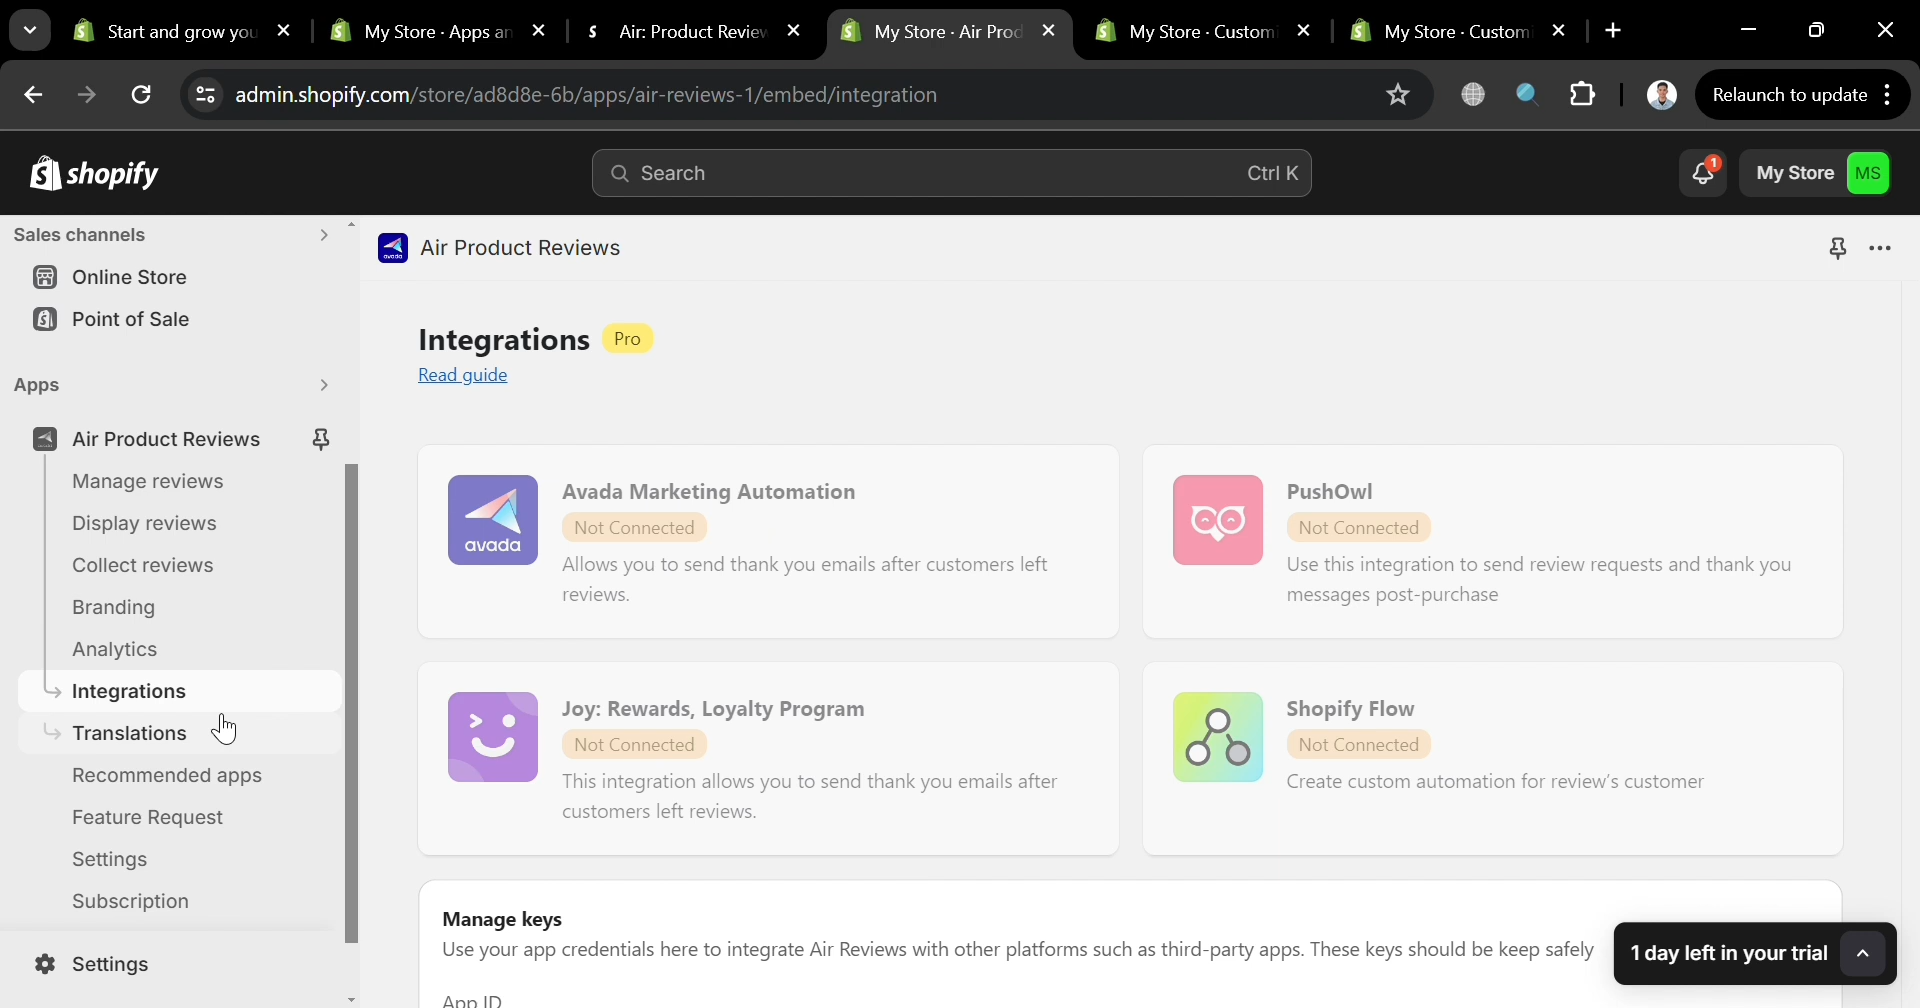 Start and grow you
My Store · Apps an
Air: Product Review
My Store · Air Prod
My Store · Customi
My Store · Customi
admin.shopify.com/store/ad8d8e-6b/apps/air-reviews-1/embed/integration
Relaunch to update
shopify
Search
Ctrl K
1
My Store
MS
Sales channels
Online Store
Point of Sale
Apps
Air Product Reviews
Manage reviews
Display reviews
Collect reviews
Branding
Analytics
Integrations
Translations
Recommended apps
Feature Request
Settings
Subscription
Settings
avada
Air Product Reviews
Integrations
Pro
Read guide
avada
Avada Marketing Automation
Not Connected
Allows you to send thank you emails after customers left
reviews.
PushOwl
Not Connected
Use this integration to send review requests and thank you
messages post-purchase
Joy: Rewards, Loyalty Program
Not Connected
This integration allows you to send thank you emails after
customers left reviews.
Shopify Flow
Not Connected
Create custom automation for review's customer
Manage keys
Use your app credentials here to integrate Air Reviews with other platforms such as third-party apps. These keys should be keep safely
App ID
1 day left in your trial